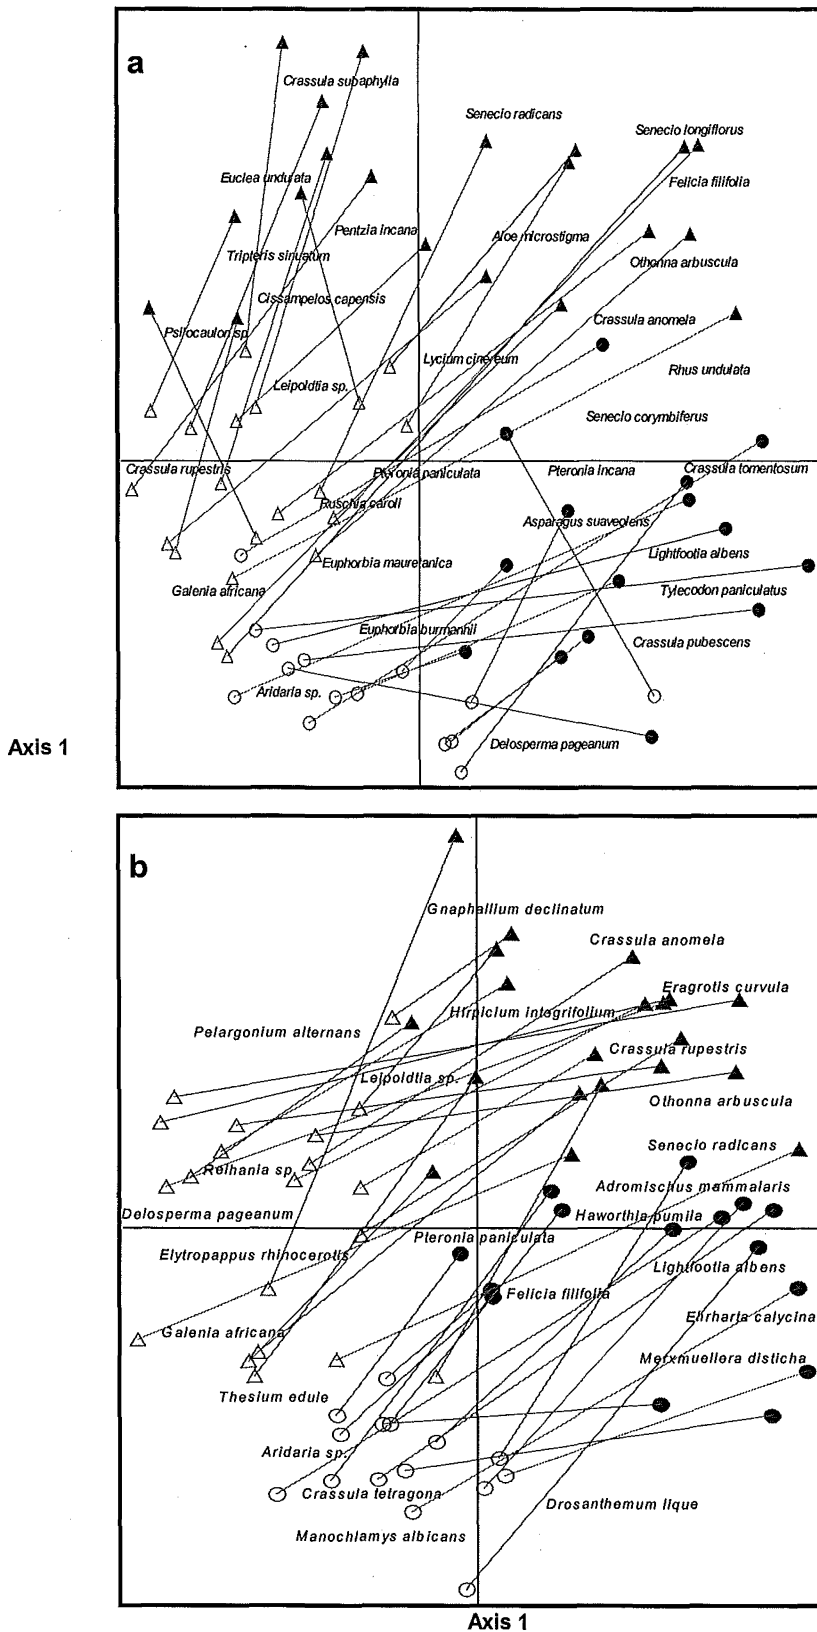 a
Crassula subaphylla
Senecio radicans
Senecio longiflorus
Euclea undulata
Felicia filifolia
Pentzia incana
Aloe microstigma
Tripteris sinuatum
Othonna arbuscula
Cissampelos capensis
Psilocaulon sp.
Crassula anomela
Lycium cinereum
Rhus undulata
Leipoldtia sp.
Senecio corymbiferus
Crassula rupestris
Pteronia paniculata
Pteronia incana
Crassula tomentosum
Ruschia caroli
Asparagus suaveolens
Euphorbia mauretanica
Lightfootia albens
Galenia africana
Tylecodon paniculatus
Euphorbia burmannii
Crassula pubescens
Aridaria sp.
Delosperma pageanum
Axis 1
b
Gnaphallium declinatum
Crassula anomela
Eragrotis curvula
Pelargonium alternans
Hirpicium integrifolium
Leipoldtia sp.
Crassula rupestris
Othonna arbuscula
Senecio radicans
Relhania sp.
Adromischus mammalaris
Delosperma pageanum
Haworthia pumila
Elytropappus rhinocerotis
Pteronia paniculata
Lightfootia albens
Felicia filifolia
Ehrharta calycina
Galenia africana
Merxmuellera disticha
Thesium edule
Aridaria sp.
Crassula tetragona
Drosanthemum lique
Manochlamys albicans
Axis 1